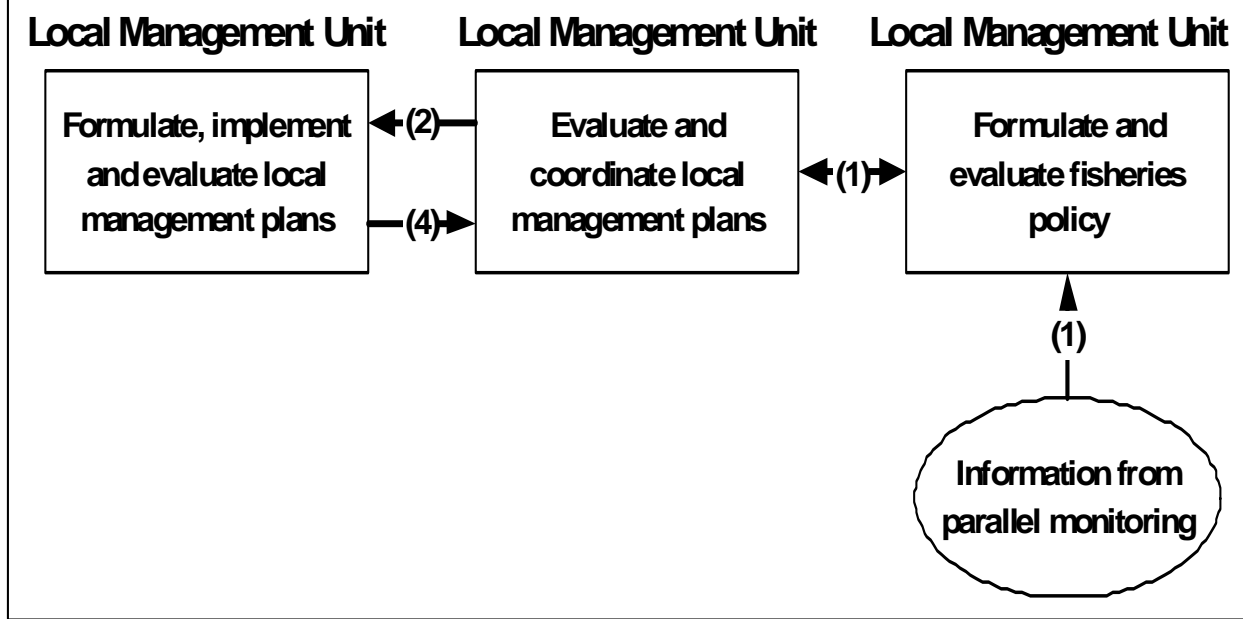 Local Management Unit
Local Management Unit
Local Management Unit
Formulate, implement
and evaluate local
management plans
(2)
(4)
Evaluate and
coordinate local
management plans
(1)
Formulate and
evaluate fisheries
policy
(1)
Information from
parallel monitoring